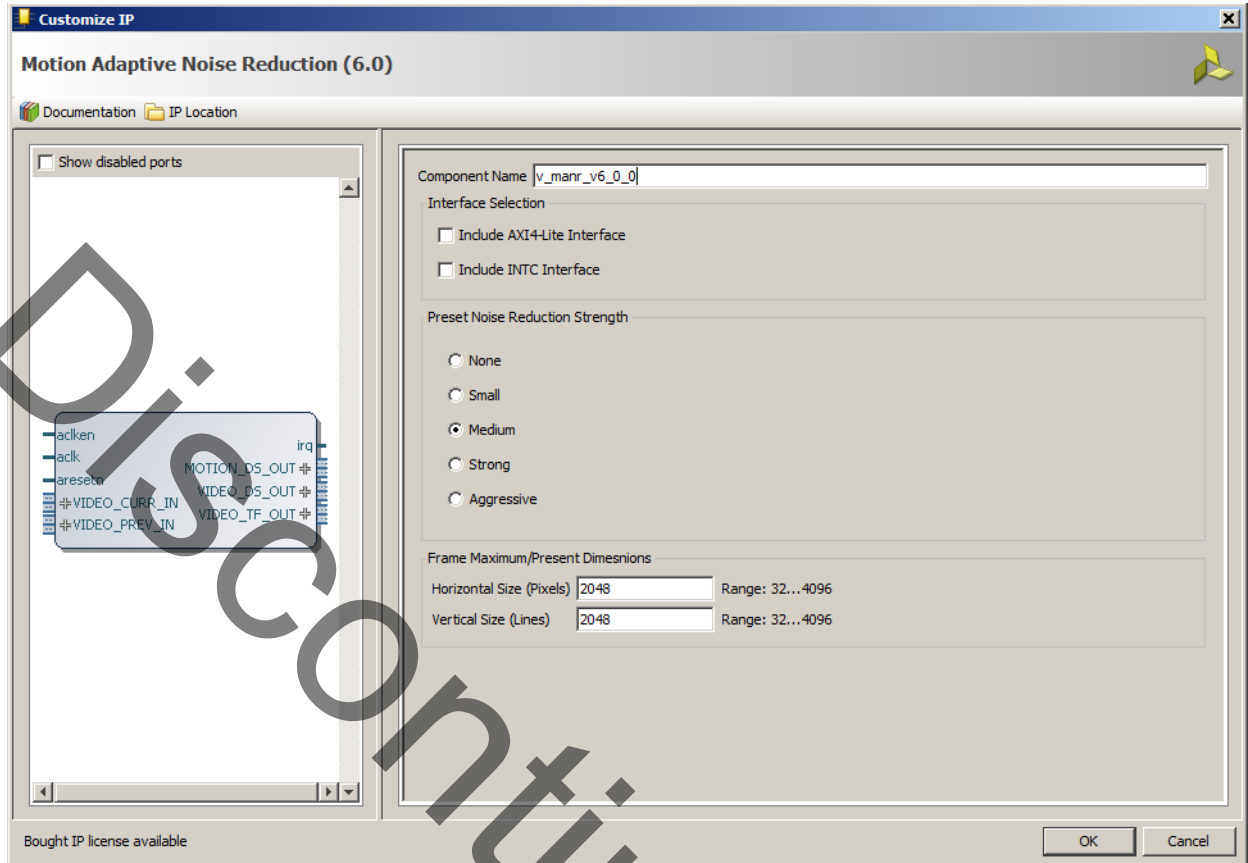 Customize IP
Motion Adaptive Noise Reduction (6.0)
Documentation IP Location
Show disabled ports
aclken
aclk
aresetn
VIDEO_CURR_IN
VIDEO_PREV_IN
irq
MOTION_DS_OUT
VIDEO_DS_OUT
VIDEO_TF_OUT
Component Name v_manr_v6_0_0
Interface Selection
Include AXI4-Lite Interface
Include INTC Interface
Preset Noise Reduction Strength
None
Small
Medium
Strong
Aggressive
Frame Maximum/Present Dimesnions
Horizontal Size (Pixels) 2048 Range: 32...4096
Vertical Size (Lines) 2048 Range: 32...4096
Bought IP license available
OK Cancel
Disconti